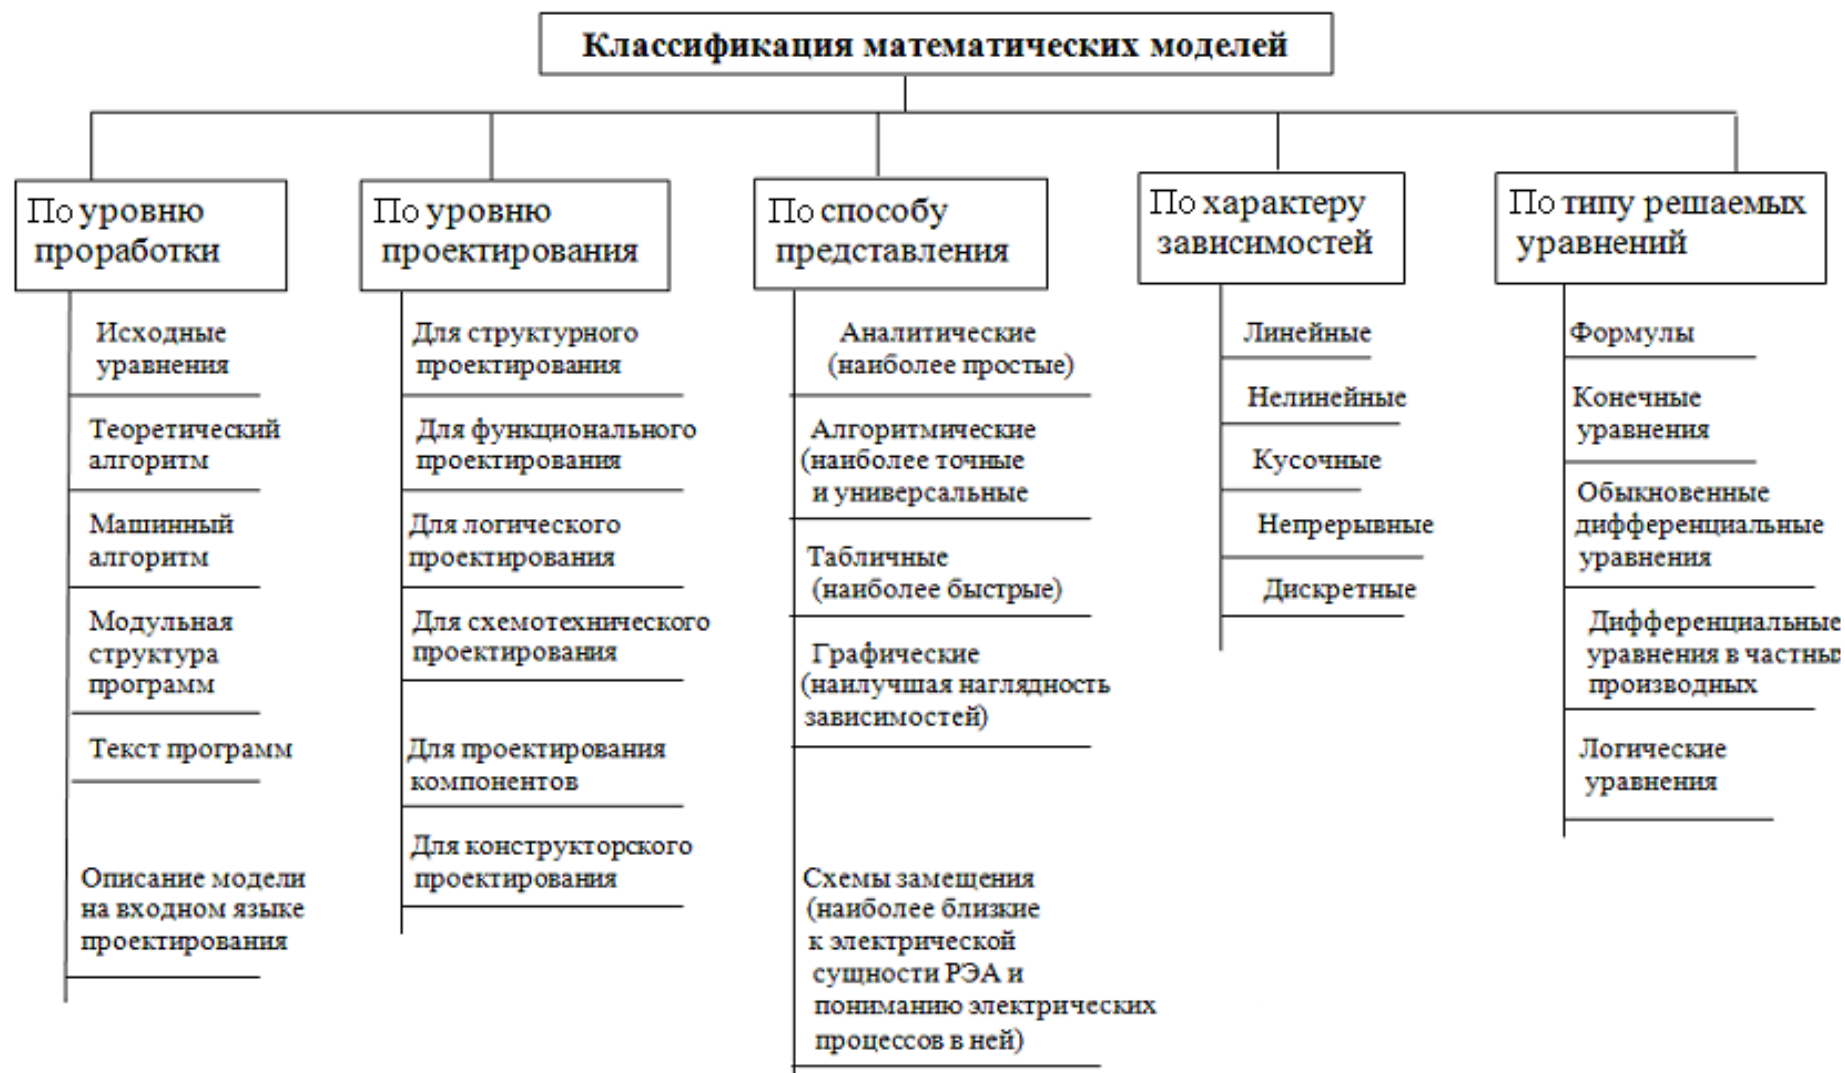 Классификация математических моделей
По уровню
проработки
Исходные
уравнения
Теоретический
алгоритм
Машинный
алгоритм
Модульная
структура
программ
Текст программ
Описание модели
на входном языке
проектирования
По уровню
проектирования
Для структурного
проектирования
Для функционального
проектирования
Для логического
проектирования
Для схемотехнического
проектирования
Для проектирования
компонентов
Для конструкторского
проектирования
По способу
представления
Аналитические
(наиболее простые)
Алгоритмические
(наиболее точные
и универсальные
Табличные
(наиболее быстрые)
Графические
(наилучшая наглядность
зависимостей)
Схемы замещения
(наиболее близкие
к электрической
сущности РЭА и
пониманию электрических
процессов в ней)
По характеру
зависимостей
Линейные
Нелинейные
Кусочные
Непрерывные
Дискретные
По типу решаемых
уравнений
Формулы
Конечные
уравнения
Обыкновенные
дифференциальные
уравнения
Дифференциальные
уравнения в частны
производных
Логические
уравнения